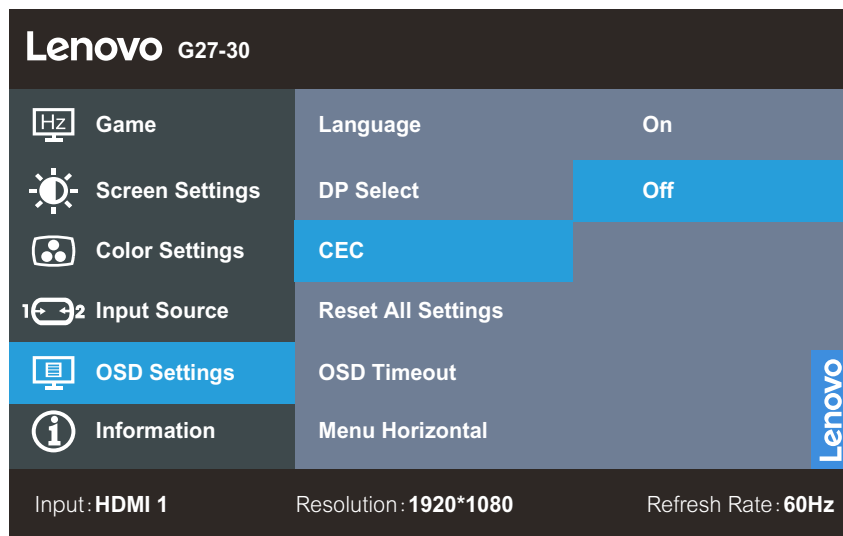 Lenovo G27-30
Hz Game Language On
Screen Settings DP Select Off
Color Settings CEC
1 2 Input Source Reset All Settings
OSD Settings OSD Timeout
i Information Menu Horizontal
Lenovo
Input: HDMI 1 Resolution: 1920*1080 Refresh Rate: 60Hz